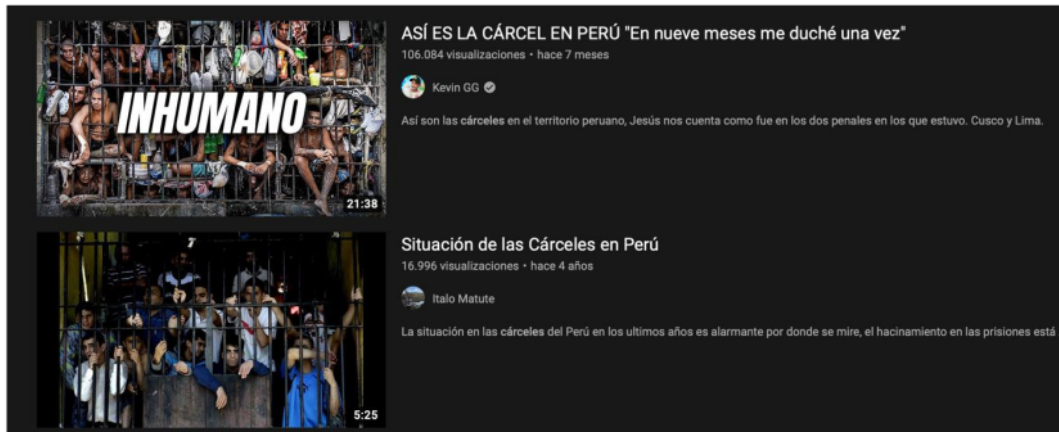 INHUMANO
21:38
ASÍ ES LA CÁRCEL EN PERÚ "En nueve meses me duché una vez"
106.084 visualizaciones • hace 7 meses
Kevin GG
Así son las cárceles en el territorio peruano, Jesús nos cuenta como fue en los dos penales en los que estuvo. Cusco y Lima.
5:25
Situación de las Cárceles en Perú
16.996 visualizaciones • hace 4 años
Italo Matute
La situación en las cárceles del Perú en los ultimos años es alarmante por donde se mire, el hacinamiento en las prisiones está